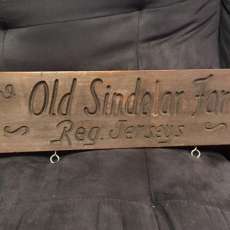 Old Sindelar Far
Reg. Jerseys